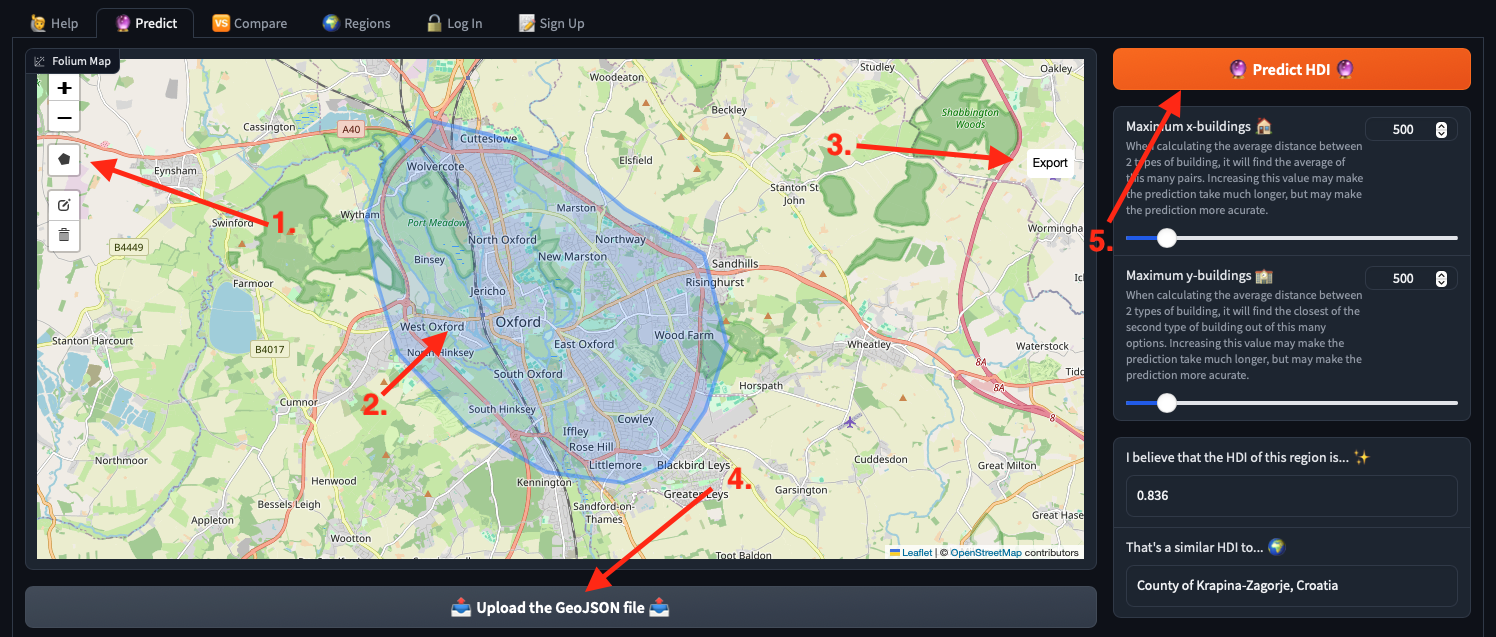 Help
Predict
VS Compare
Regions
Log In
Sign Up
Folium Map
+
−
Woodeaton
Studley
Oakley
Beckley
Shabbington
Woods
Cassington
A40
Cutteslowe
Eynsham
Wolvercote
Elsfield
3.
Export
Stanton St
John
Wytham
Marston
Swinford
1.
Port Meadow
B4449
North Oxford
Northway
Binsey
New Marston
Sandhills
Farmoor
Jericho
Risinghurst
West Oxford
Oxford
Wood Farm
Stanton Harcourt
B4017
North Hinksey
East Oxford
Wheatley
Waterstock
8A
South Oxford
Horspath
8A
2.
Cumnor
South Hinksey
Cowley
8
Iffley
Rose Hill
Northmoor
Littlemore
Blackbird Leys
Cuddesdon
Great Milton
Henwood
Kennington
4.
Greater Leys
Garsington
Bessels Leigh
Sandford-on-
Thames
Appleton
Wootton
Toot Baldon
Leaflet | © OpenStreetMap contributors
Upload the GeoJSON file
Predict HDI
Maximum x-buildings
500
When calculating the average distance between
2 types of building, it will find the average of
this many pairs. Increasing this value may make
the prediction take much longer, but may make
the prediction more acurate.
5.
Maximum y-buildings
500
When calculating the average distance between
2 types of building, it will find the closest of the
second type of building out of this many
options. Increasing this value may make the
prediction take much longer, but may make the
prediction more acurate.
I believe that the HDI of this region is...
0.836
That's a similar HDI to...
County of Krapina-Zagorje, Croatia